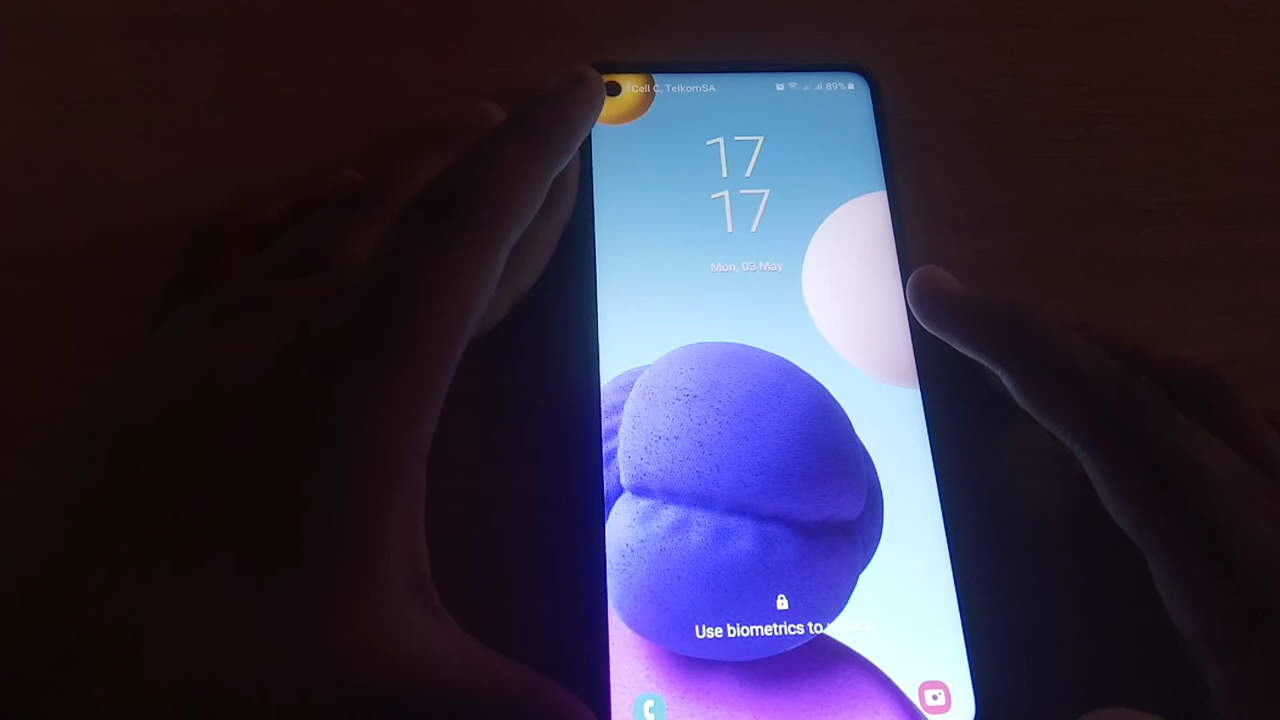 Cell C, TelkomSA 89%
17
17
Mon, 03 May
Use biometrics to